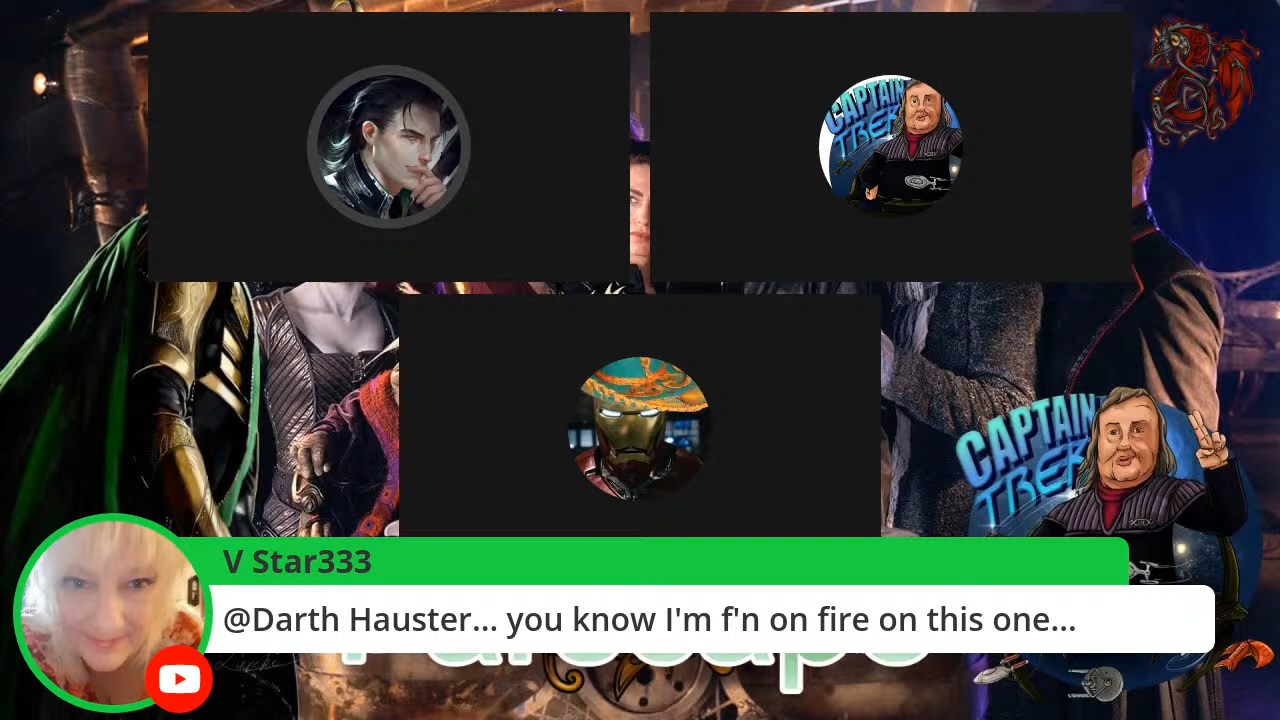 CAPTAIN
TREK
CAPTAIN
TREK
V Star333
@Darth Hauster... you know I'm f'n on fire on this one...